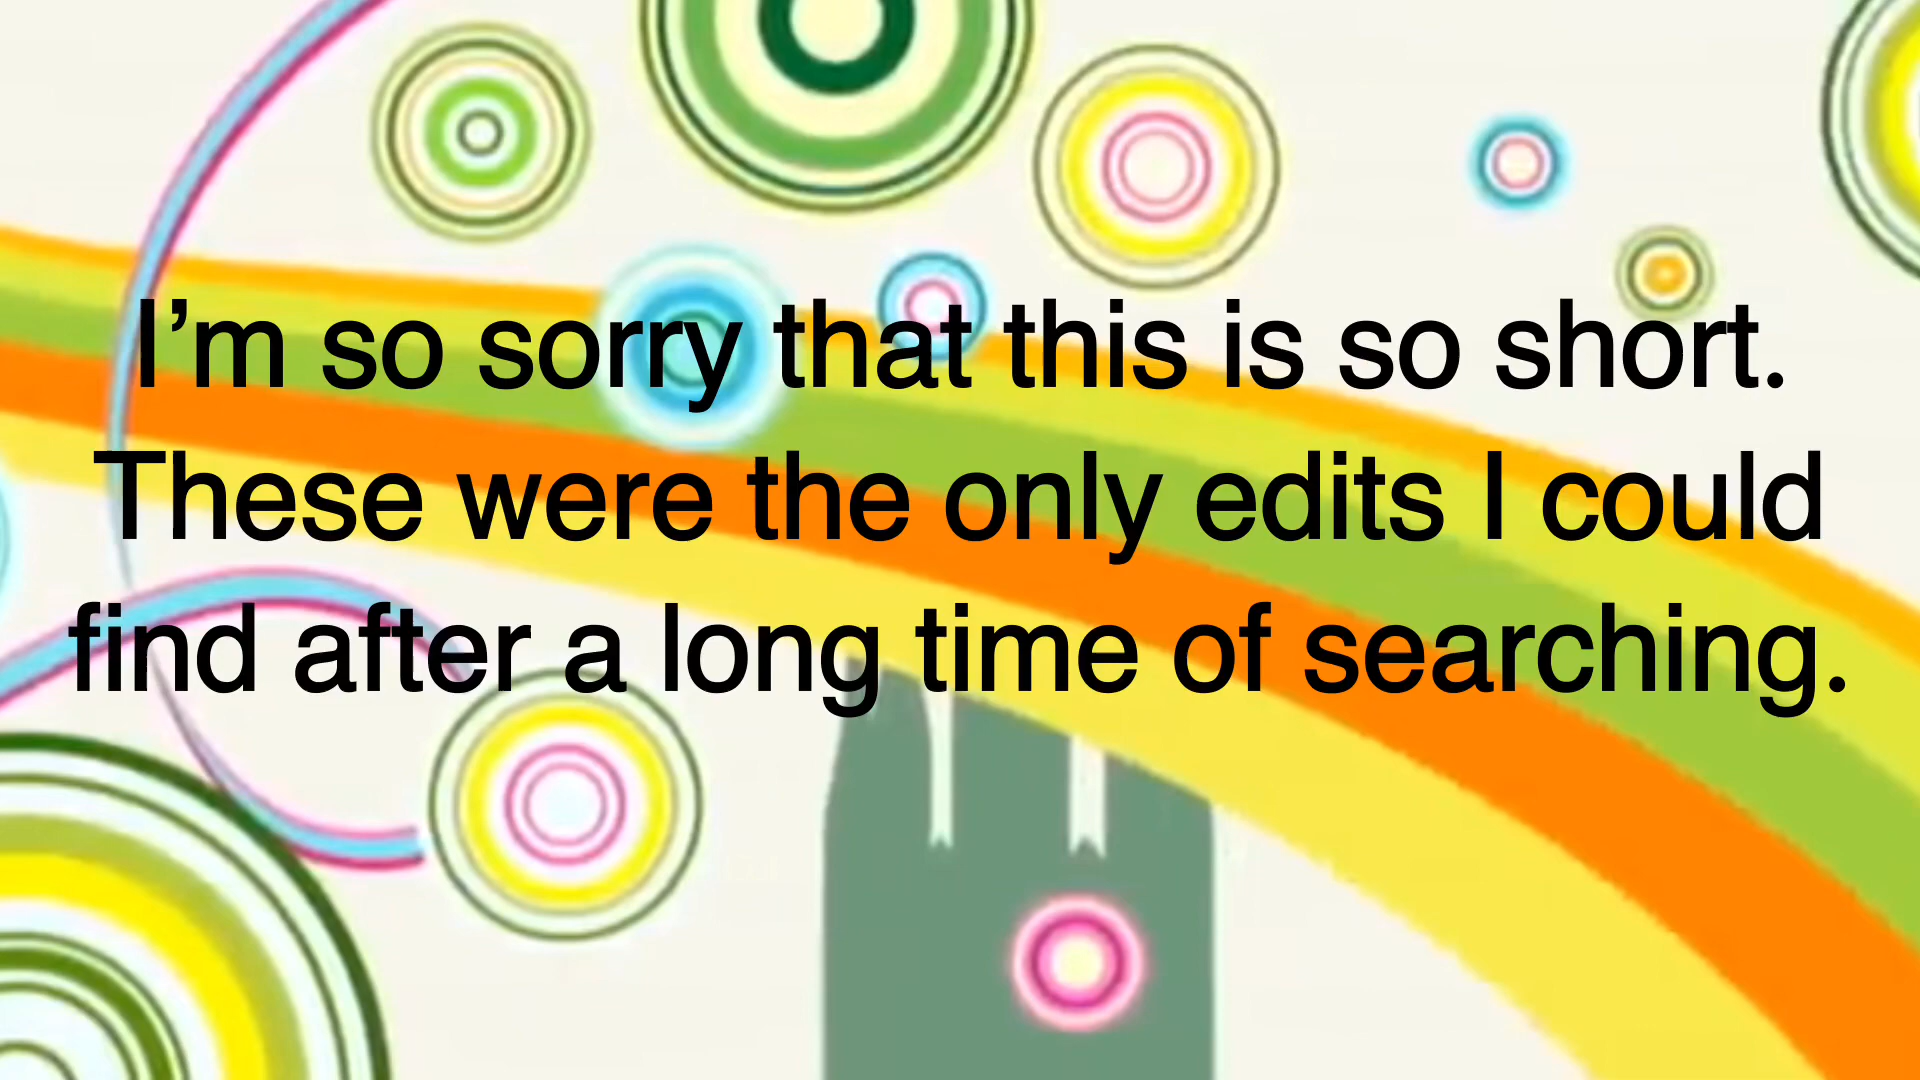 I’m so sorry that this is so short.
These were the only edits I could
find after a long time of searching.